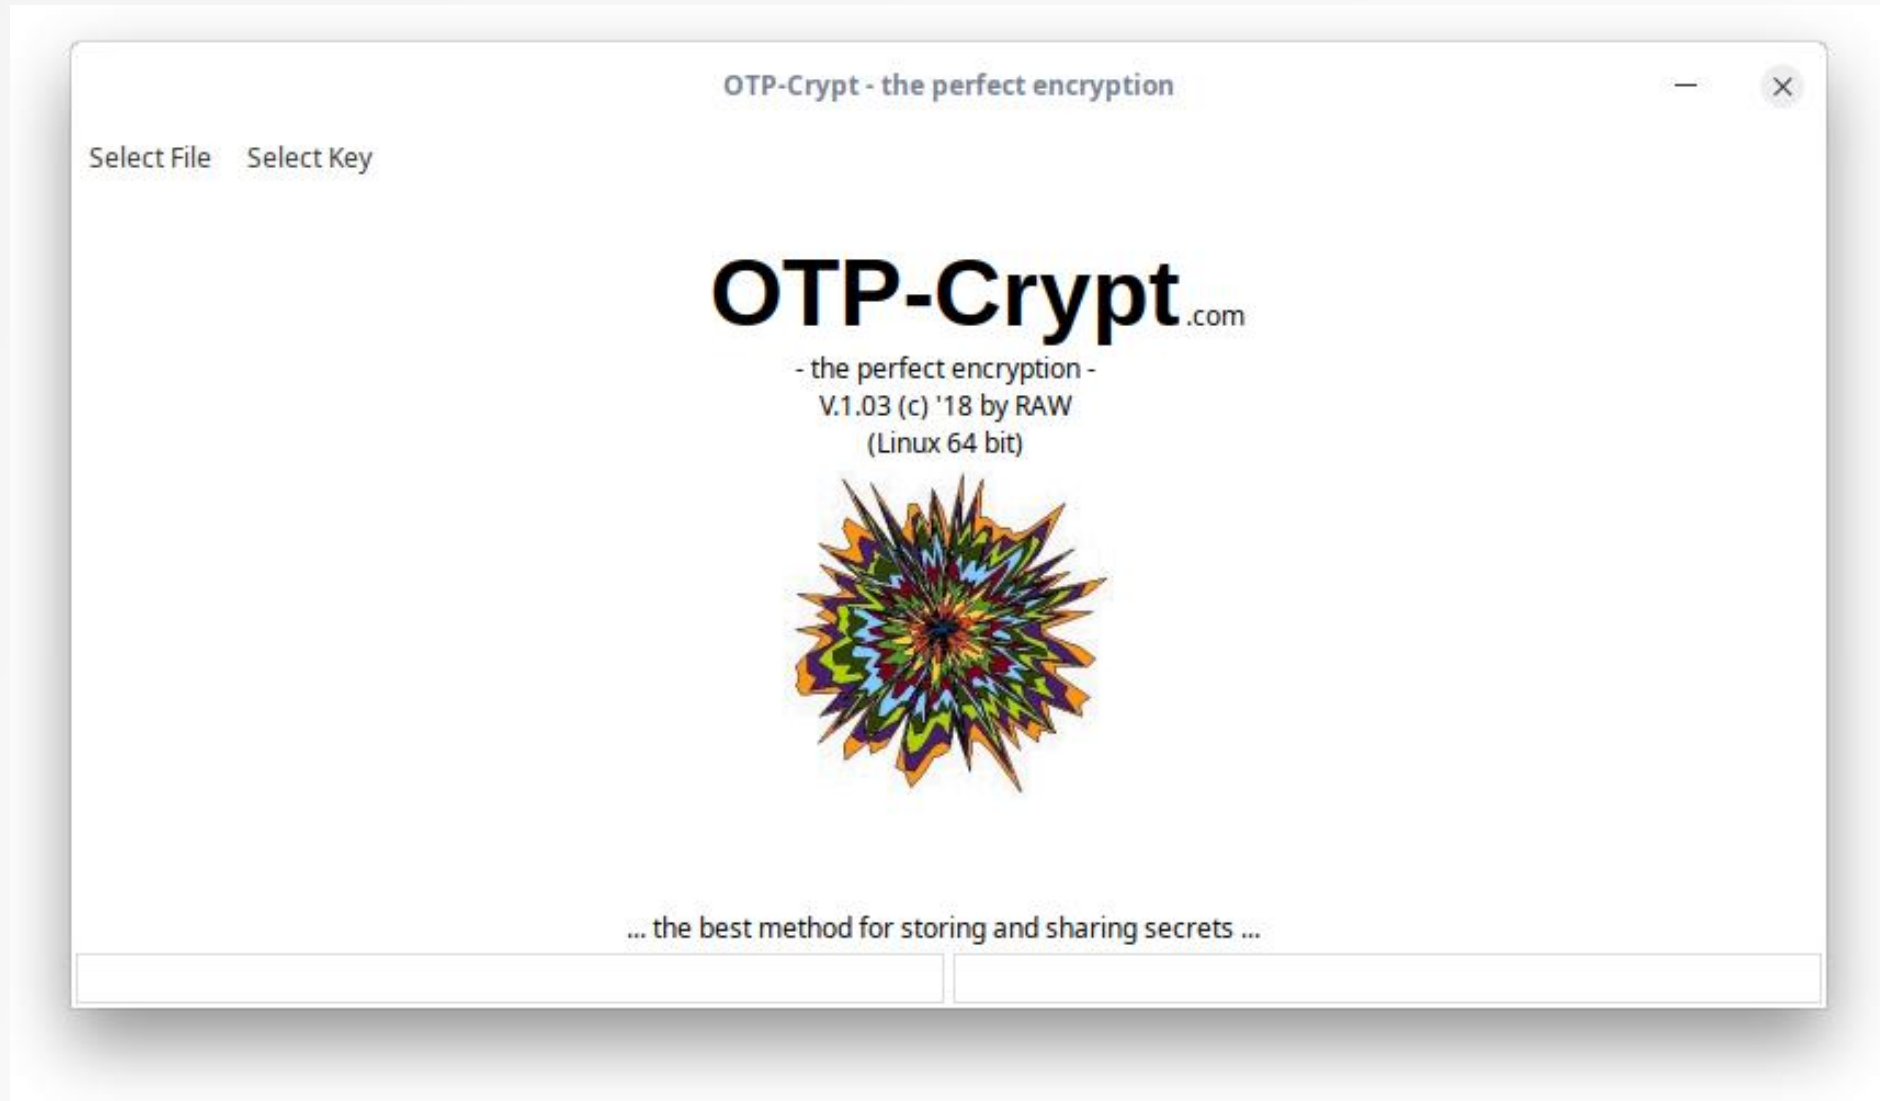 OTP-Crypt - the perfect encryption
Select File Select Key
OTP-Crypt.com
- the perfect encryption -
V.1.03 (c) '18 by RAW
(Linux 64 bit)
... the best method for storing and sharing secrets ...